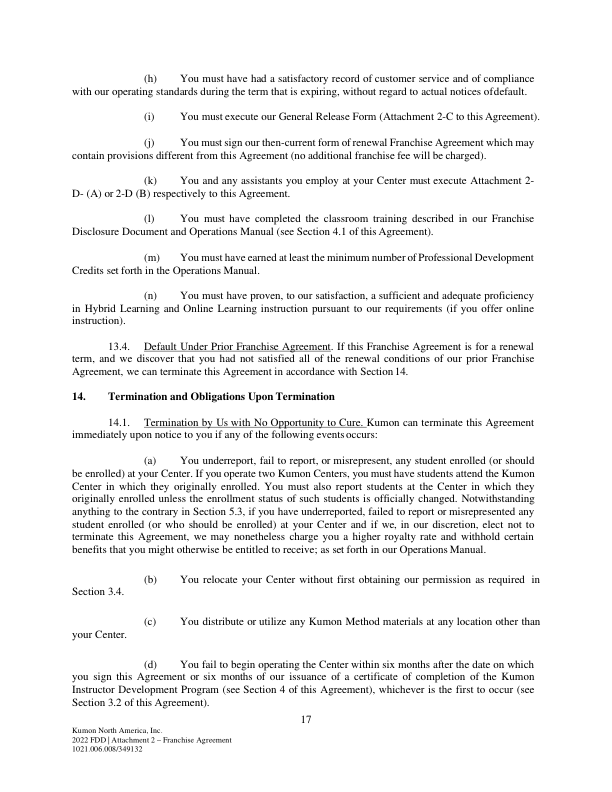 (h) You must have had a satisfactory record of customer service and of compliance
with our operating standards during the term that is expiring, without regard to actual notices of default.
(i) You must execute our General Release Form (Attachment 2-C to this Agreement).
(j) You must sign our then-current form of renewal Franchise Agreement which may
contain provisions different from this Agreement (no additional franchise fee will be charged).
(k) You and any assistants you employ at your Center must execute Attachment 2-
D- (A) or 2-D (B) respectively to this Agreement.
(l) You must have completed the classroom training described in our Franchise
Disclosure Document and Operations Manual (see Section 4.1 of this Agreement).
(m) You must have earned at least the minimum number of Professional Development
Credits set forth in the Operations Manual.
(n) You must have proven, to our satisfaction, a sufficient and adequate proficiency
in Hybrid Learning and Online Learning instruction pursuant to our requirements (if you offer online
instruction).
13.4. Default Under Prior Franchise Agreement. If this Franchise Agreement is for a renewal
term, and we discover that you had not satisfied all of the renewal conditions of our prior Franchise
Agreement, we can terminate this Agreement in accordance with Section 14.
14. Termination and Obligations Upon Termination
14.1. Termination by Us with No Opportunity to Cure. Kumon can terminate this Agreement
immediately upon notice to you if any of the following events occurs:
(a) You underreport, fail to report, or misrepresent, any student enrolled (or should
be enrolled) at your Center. If you operate two Kumon Centers, you must have students attend the Kumon
Center in which they originally enrolled. You must also report students at the Center in which they
originally enrolled unless the enrollment status of such students is officially changed. Notwithstanding
anything to the contrary in Section 5.3, if you have underreported, failed to report or misrepresented any
student enrolled (or who should be enrolled) at your Center and if we, in our discretion, elect not to
terminate this Agreement, we may nonetheless charge you a higher royalty rate and withhold certain
benefits that you might otherwise be entitled to receive; as set forth in our Operations Manual.
(b) You relocate your Center without first obtaining our permission as required in
Section 3.4.
(c) You distribute or utilize any Kumon Method materials at any location other than
your Center.
(d) You fail to begin operating the Center within six months after the date on which
you sign this Agreement or six months of our issuance of a certificate of completion of the Kumon
Instructor Development Program (see Section 4 of this Agreement), whichever is the first to occur (see
Section 3.2 of this Agreement).
17
Kumon North America, Inc.
2022 FDD | Attachment 2 – Franchise Agreement
1021.006.008/349132